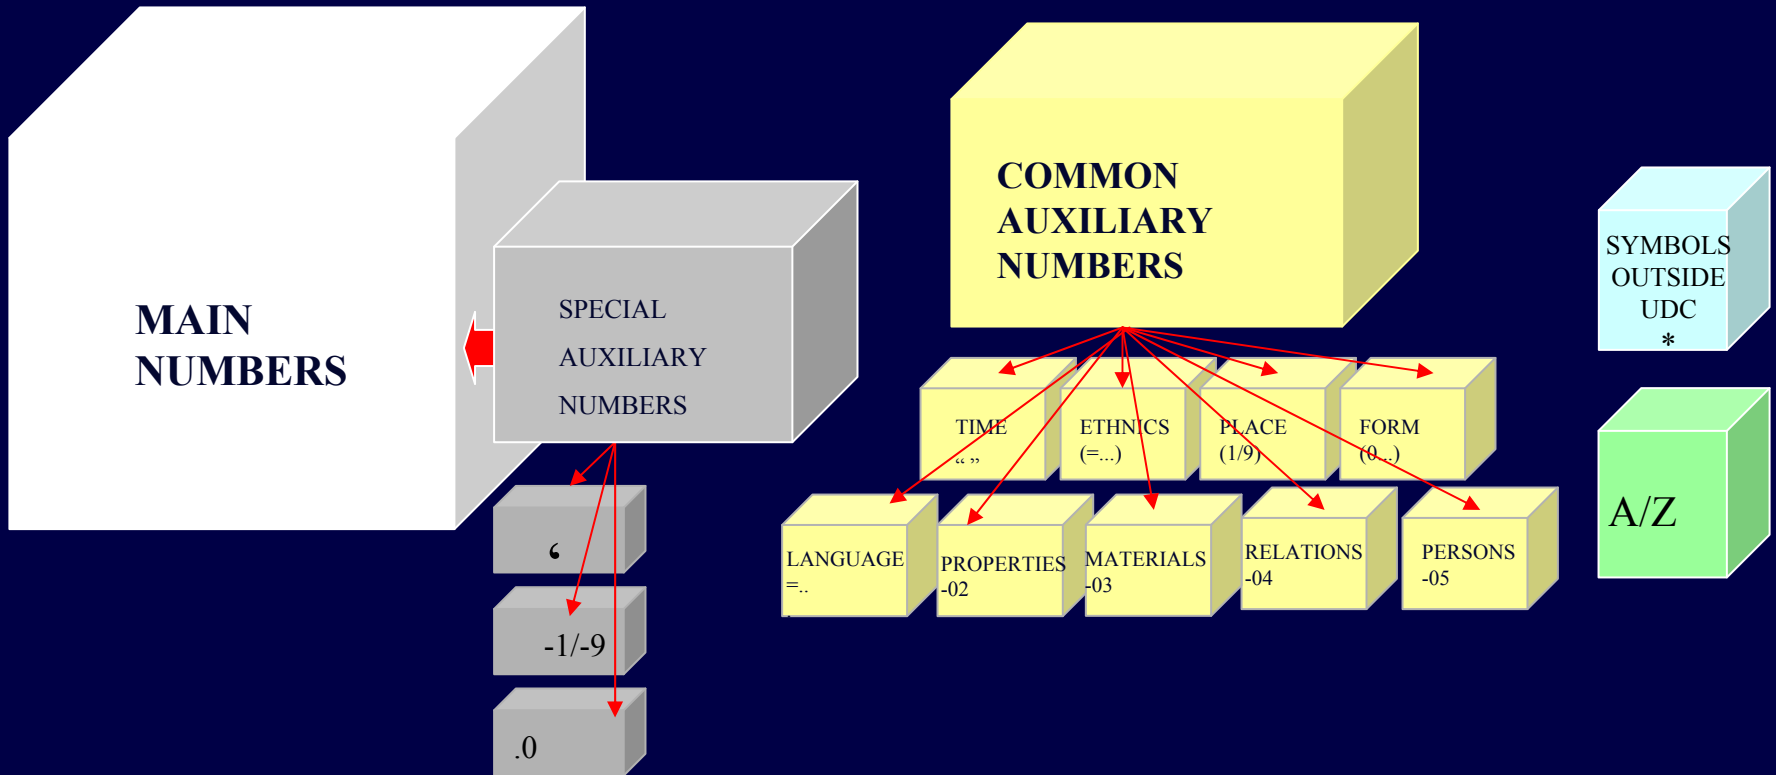 MAIN
NUMBERS
SPECIAL
AUXILIARY
NUMBERS
‘
-1/-9
.0
COMMON
AUXILIARY
NUMBERS
TIME
“ ”
ETHNICS
(=...)
PLACE
(1/9)
FORM
(0...)
LANGUAGE
=..
.
PROPERTIES
-02
MATERIALS
-03
RELATIONS
-04
PERSONS
-05
SYMBOLS
OUTSIDE
UDC
*
A/Z